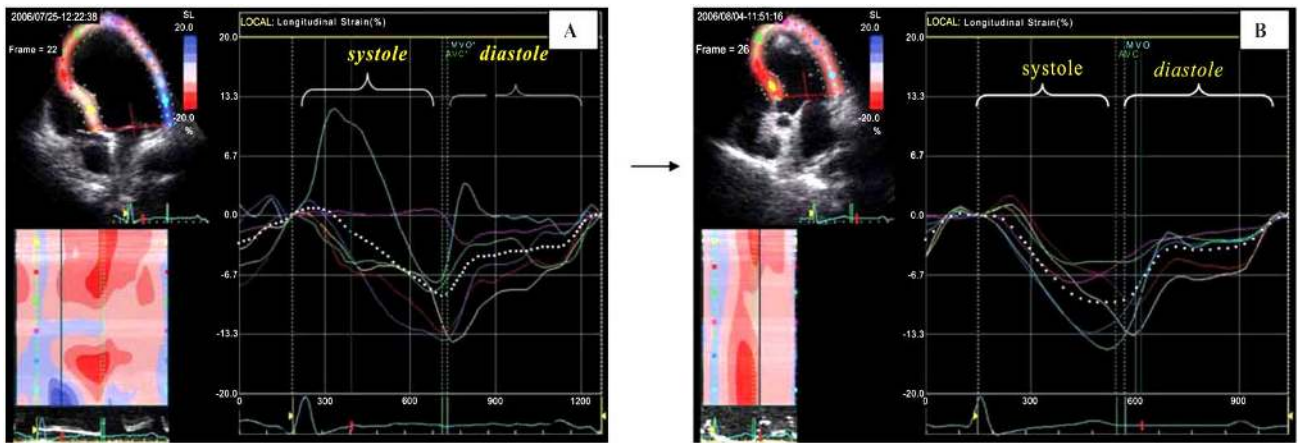 2006/07/25-12:22:38
SL
20.0
Frame = 22
-20.0
%
LOCAL: Longitudinal Strain(%)
A
20.0
MVO*
AVC*
systole
diastole
13.3
6.7
0.0
-6.7
-13.3
-20.0
0
300
600
900
1200
2006/08/04-11:51:16
SL
20.0
Frame = 26
-20.0
%
LOCAL: Longitudinal Strain(%)
B
20.0
MVO
AVC
systole
diastole
13.3
6.7
0.0
-6.7
-13.3
-20.0
0
300
600
900